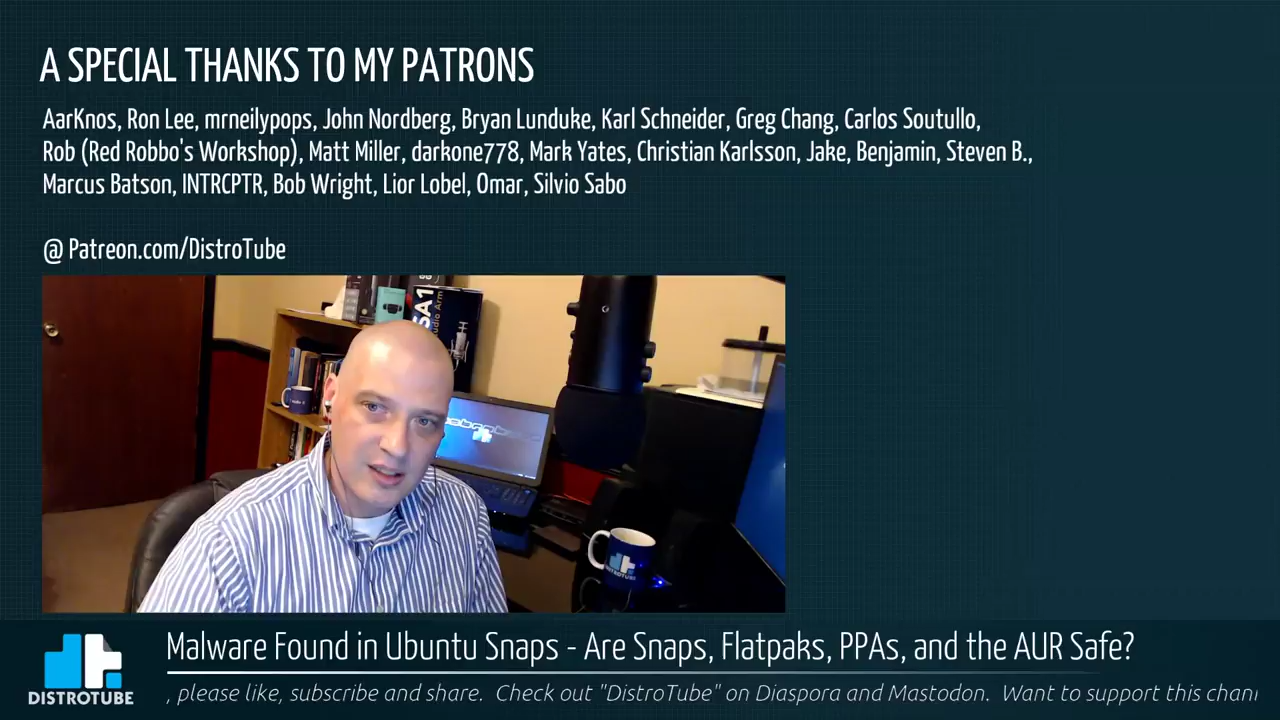 A SPECIAL THANKS TO MY PATRONS
AarKnos, Ron Lee, mrneilypops, John Nordberg, Bryan Lunduke, Karl Schneider, Greg Chang, Carlos Soutullo,
Rob (Red Robbo's Workshop), Matt Miller, darkone778, Mark Yates, Christian Karlsson, Jake, Benjamin, Steven B.,
Marcus Batson, INTRCPTR, Bob Wright, Lior Lobel, Omar, Silvio Sabo
@ Patreon.com/DistroTube
SA1
DISTROTUBE
Malware Found in Ubuntu Snaps - Are Snaps, Flatpaks, PPAs, and the AUR Safe?
DISTROTUBE
, please like, subscribe and share. Check out "DistroTube" on Diaspora and Mastodon. Want to support this chan